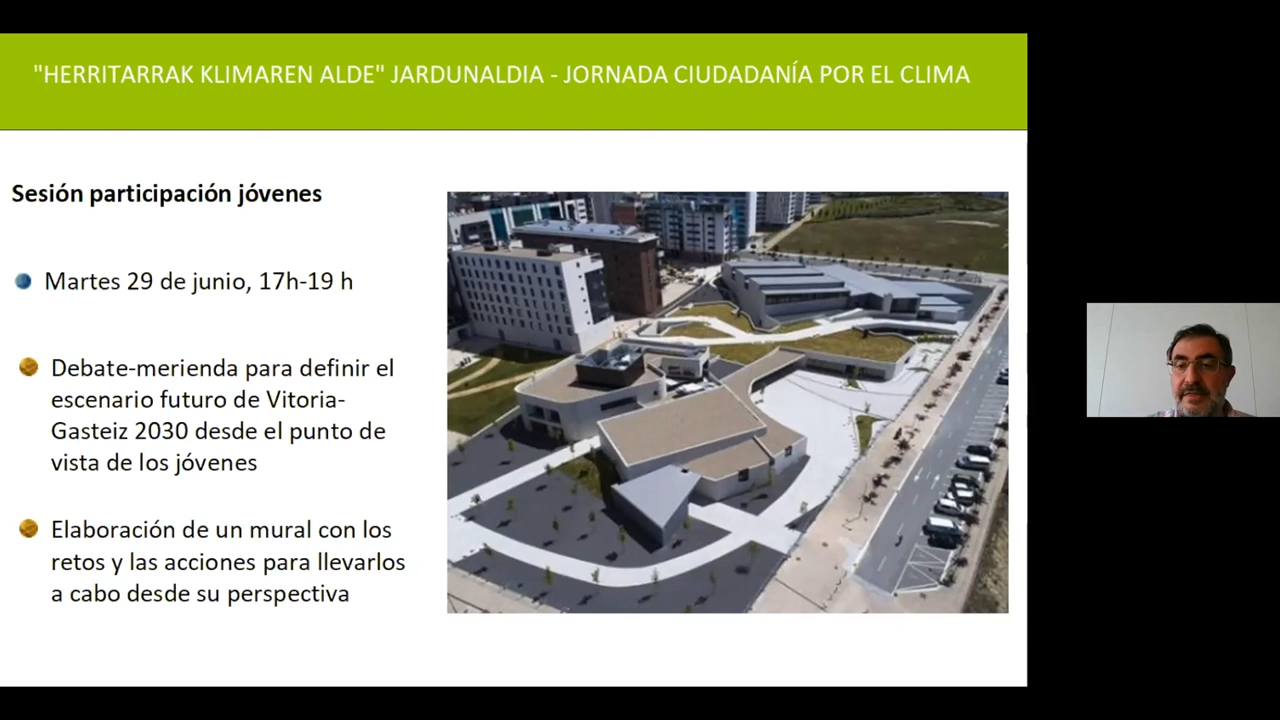 "HERRITARRAK KLIMAREN ALDE" JARDUNALDIA - JORNADA CIUDADANÍA POR EL CLIMA
Sesión participación jóvenes
Martes 29 de junio, 17h-19 h
Debate-merienda para definir el
escenario futuro de Vitoria-
Gasteiz 2030 desde el punto de
vista de los jóvenes
Elaboración de un mural con los
retos y las acciones para llevarlos
a cabo desde su perspectiva